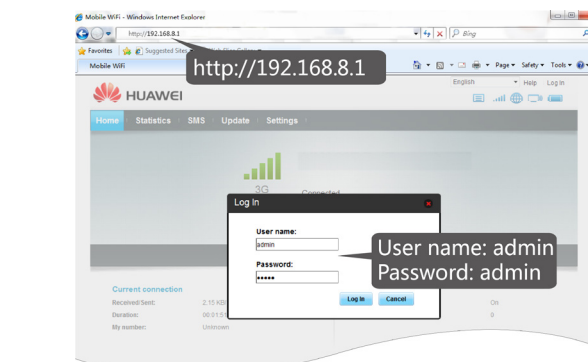 Mobile WiFi - Windows Internet Explorer
http://192.168.8.1
Bing
Favorites Suggested Sites
Mobile WiFi
Page Safety Tools
http://192.168.8.1
English Help Log In
HUAWEI
Home Statistics SMS Update Settings
3G
Connected
Log In
User name:
admin
Password:
•••••
Log In Cancel
User name: admin
Password: admin
Current connection
Received/Sent: 2.15 KB
Duration: 00:01:51
My number: Unknown
On
0